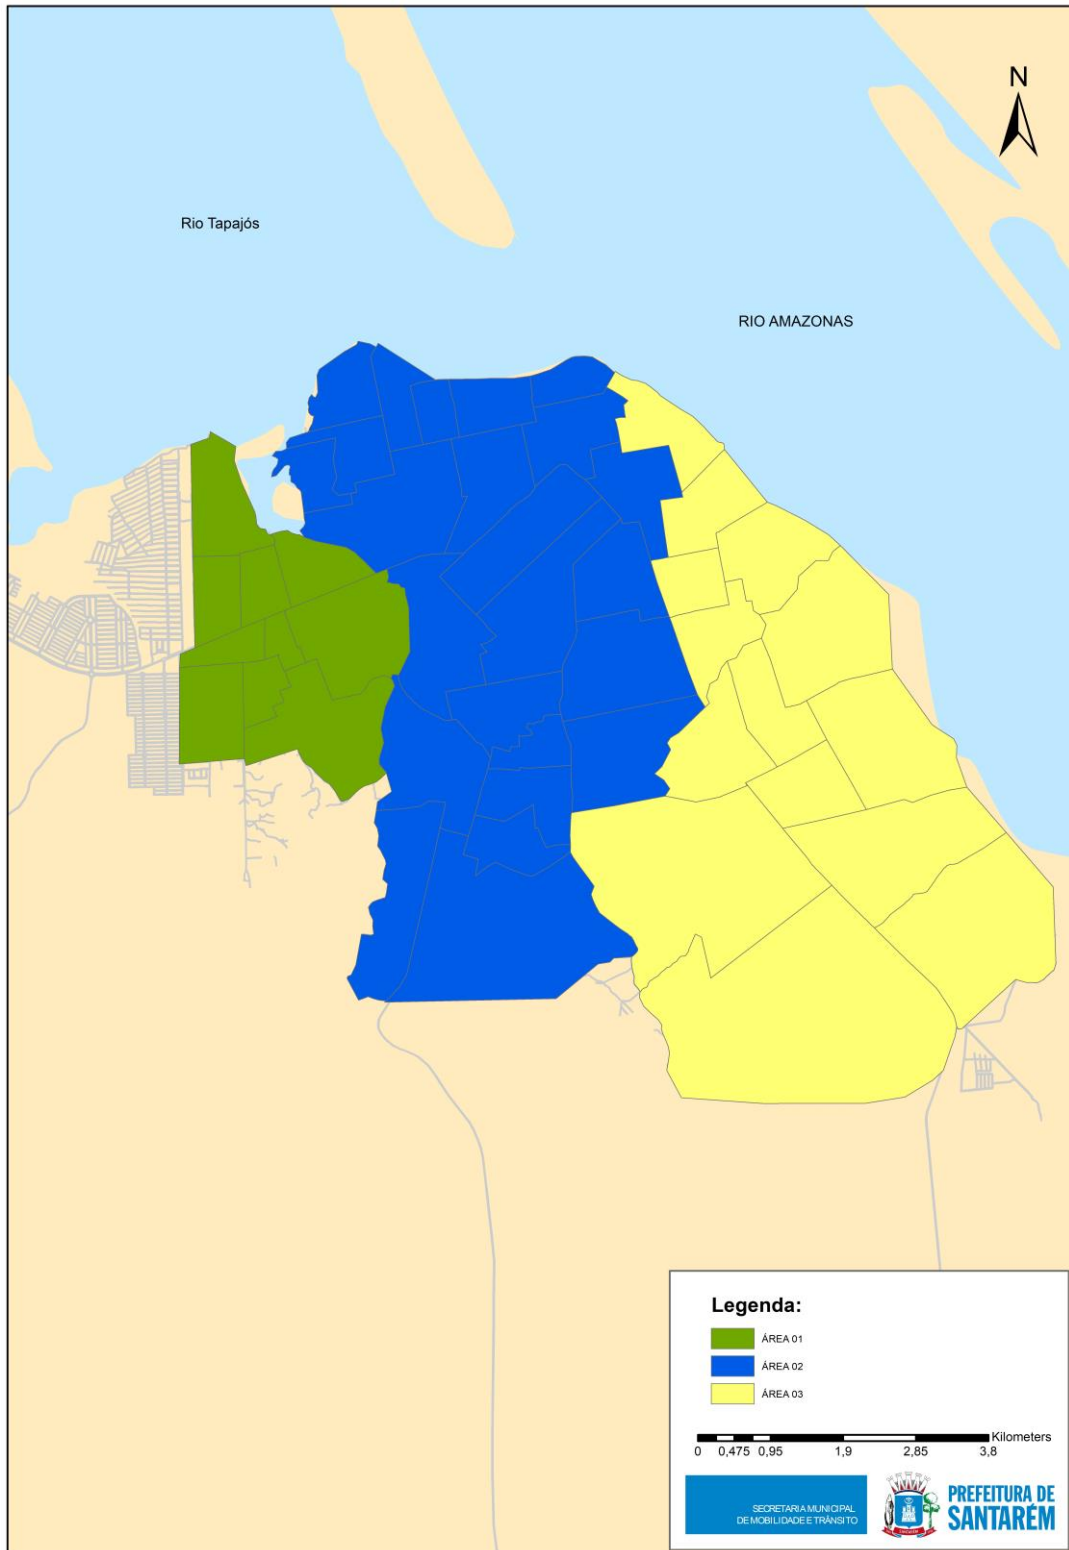 N
Rio Tapajós
RIO AMAZONAS
Legenda:
ÁREA 01
ÁREA 02
ÁREA 03
Kilometers
0 0,475 0,95 1,9 2,85 3,8
SECRETARIA MUNICIPAL
DE MOBILIDADE E TRÂNSITO
PREFEITURA DE
SANTARÉM